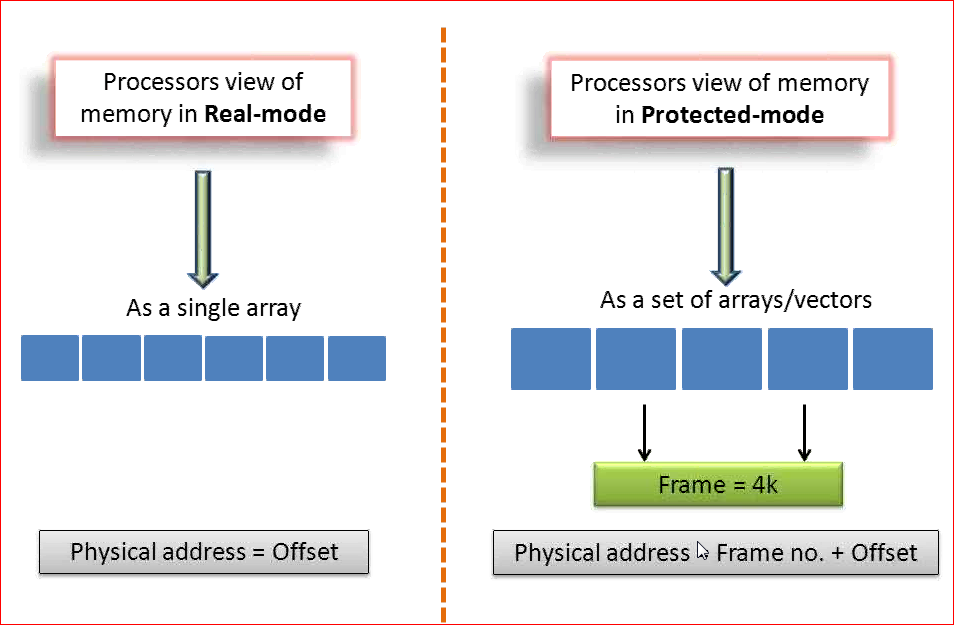 Processors view of
memory in Real-mode
As a single array
Physical address = Offset
Processors view of memory
in Protected-mode
As a set of arrays/vectors
Frame = 4k
Physical address Frame no. + Offset